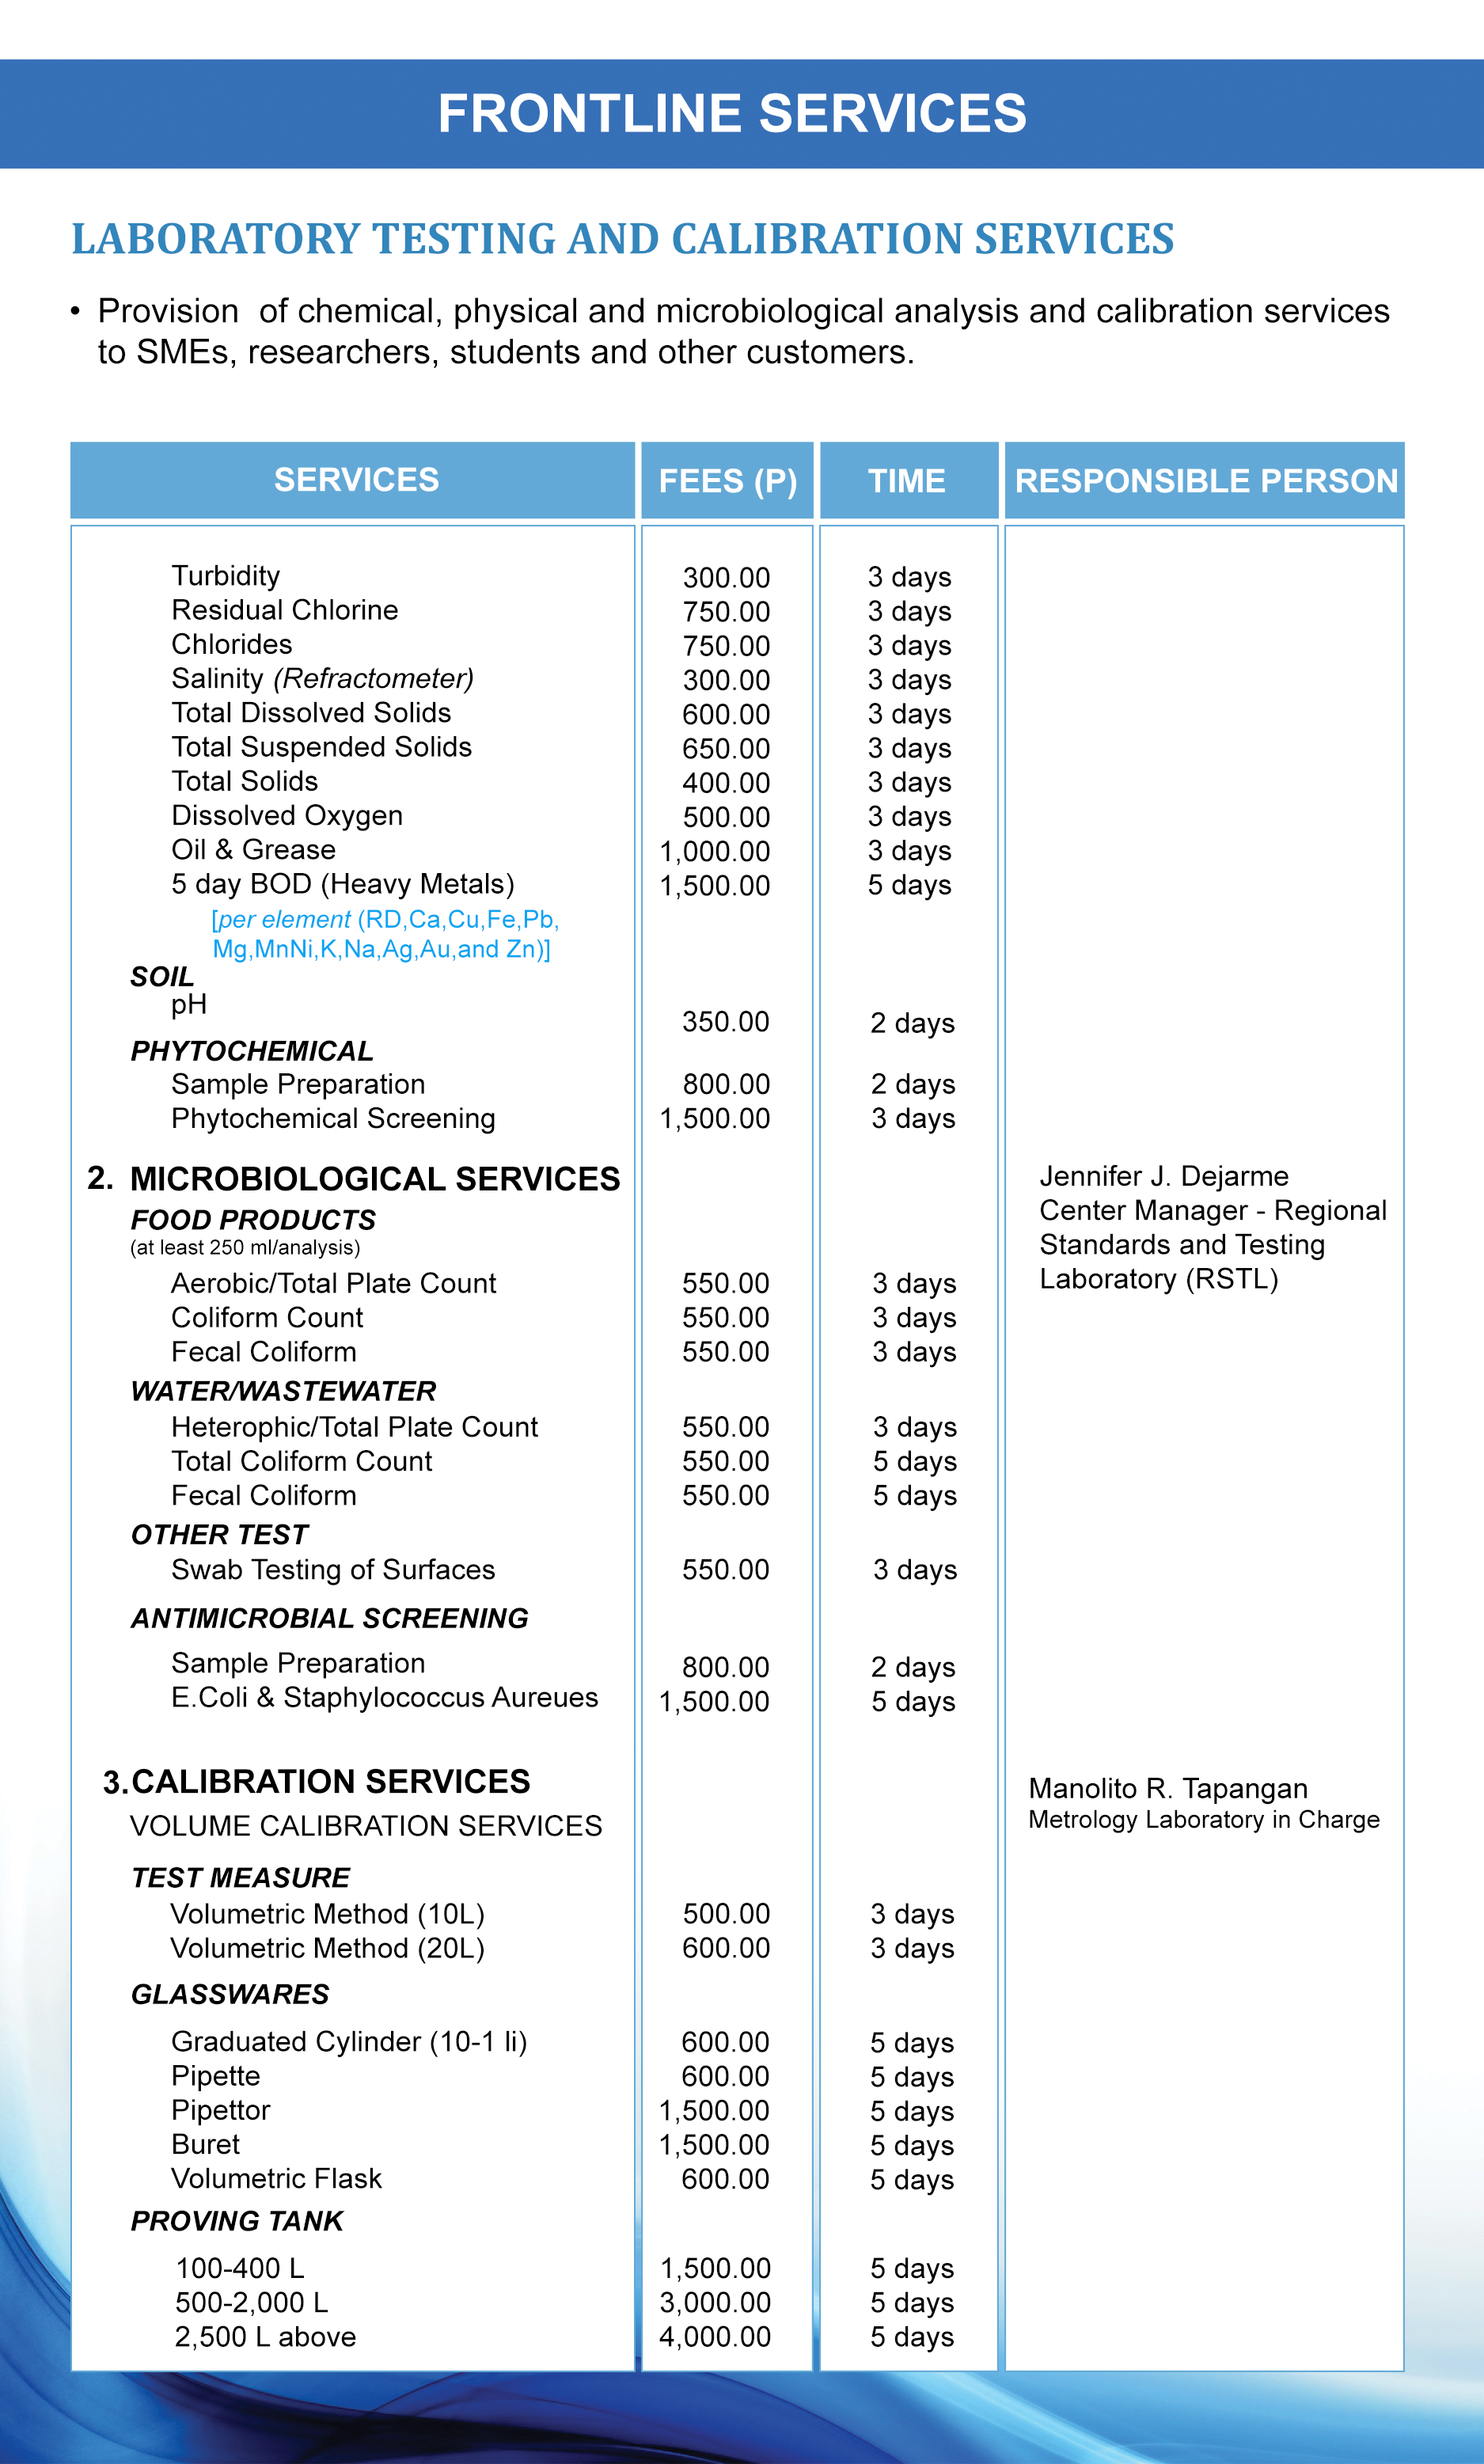 FRONTLINE SERVICES
LABORATORY TESTING AND CALIBRATION SERVICES
• Provision of chemical, physical and microbiological analysis and calibration services
to SMEs, researchers, students and other customers.
SERVICES FEES (P) TIME RESPONSIBLE PERSON
Turbidity 300.00 3 days
Residual Chlorine 750.00 3 days
Chlorides 750.00 3 days
Salinity (Refractometer) 300.00 3 days
Total Dissolved Solids 600.00 3 days
Total Suspended Solids 650.00 3 days
Total Solids 400.00 3 days
Dissolved Oxygen 500.00 3 days
Oil & Grease 1,000.00 3 days
5 day BOD (Heavy Metals) 1,500.00 5 days
[per element (RD,Ca,Cu,Fe,Pb,
Mg,MnNi,K,Na,Ag,Au,and Zn)]
SOIL
pH 350.00 2 days
PHYTOCHEMICAL
Sample Preparation 800.00 2 days
Phytochemical Screening 1,500.00 3 days
2. MICROBIOLOGICAL SERVICES Jennifer J. Dejarme
FOOD PRODUCTS Center Manager - Regional
(at least 250 ml/analysis) Standards and Testing
Aerobic/Total Plate Count 550.00 3 days Laboratory (RSTL)
Coliform Count 550.00 3 days
Fecal Coliform 550.00 3 days
WATER/WASTEWATER
Heterophic/Total Plate Count 550.00 3 days
Total Coliform Count 550.00 5 days
Fecal Coliform 550.00 5 days
OTHER TEST
Swab Testing of Surfaces 550.00 3 days
ANTIMICROBIAL SCREENING
Sample Preparation 800.00 2 days
E.Coli & Staphylococcus Aureues 1,500.00 5 days
3.CALIBRATION SERVICES Manolito R. Tapangan
VOLUME CALIBRATION SERVICES Metrology Laboratory in Charge
TEST MEASURE
Volumetric Method (10L) 500.00 3 days
Volumetric Method (20L) 600.00 3 days
GLASSWARES
Graduated Cylinder (10-1 li) 600.00 5 days
Pipette 600.00 5 days
Pipettor 1,500.00 5 days
Buret 1,500.00 5 days
Volumetric Flask 600.00 5 days
PROVING TANK
100-400 L 1,500.00 5 days
500-2,000 L 3,000.00 5 days
2,500 L above 4,000.00 5 days